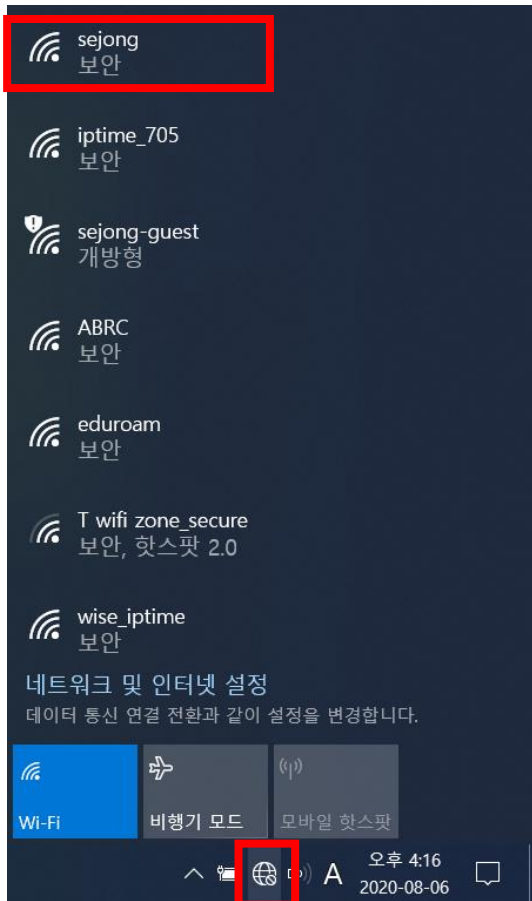 sejong
보안
iptime_705
보안
sejong-guest
개방형
ABRC
보안
eduroam
보안
T wifi zone_secure
보안, 핫스팟 2.0
wise_iptime
보안
네트워크 및 인터넷 설정
데이터 통신 연결 전환과 같이 설정을 변경합니다.
Wi-Fi
비행기 모드
모바일 핫스팟
A
오후 4:16
2020-08-06